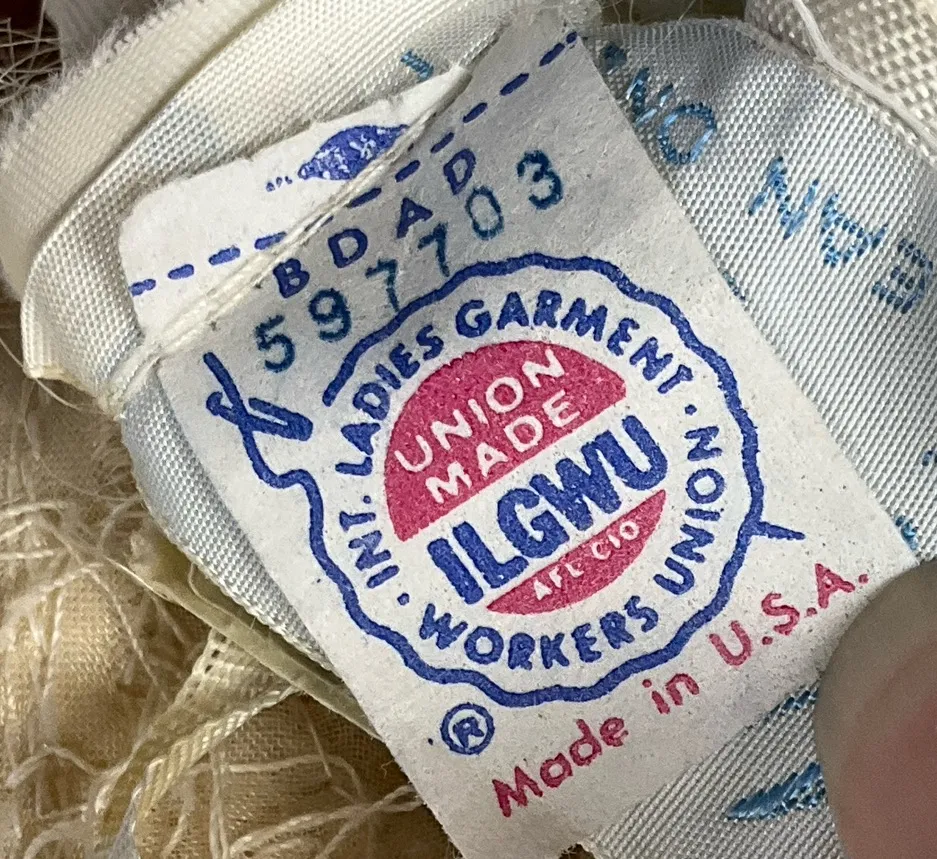 BDAD
597703
INT. LADIES GARMENT
WORKERS UNION
UNION
MADE
ILGWU
AFL CIO
®
Made in U.S.A.